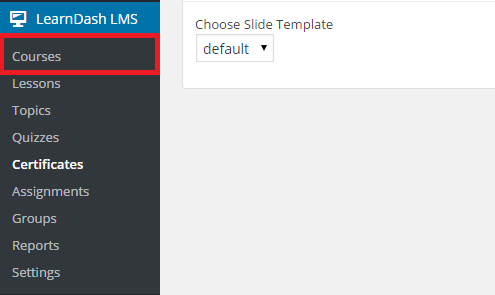 LearnDash LMS
Courses
Lessons
Topics
Quizzes
Certificates
Assignments
Groups
Reports
Settings
Choose Slide Template
default